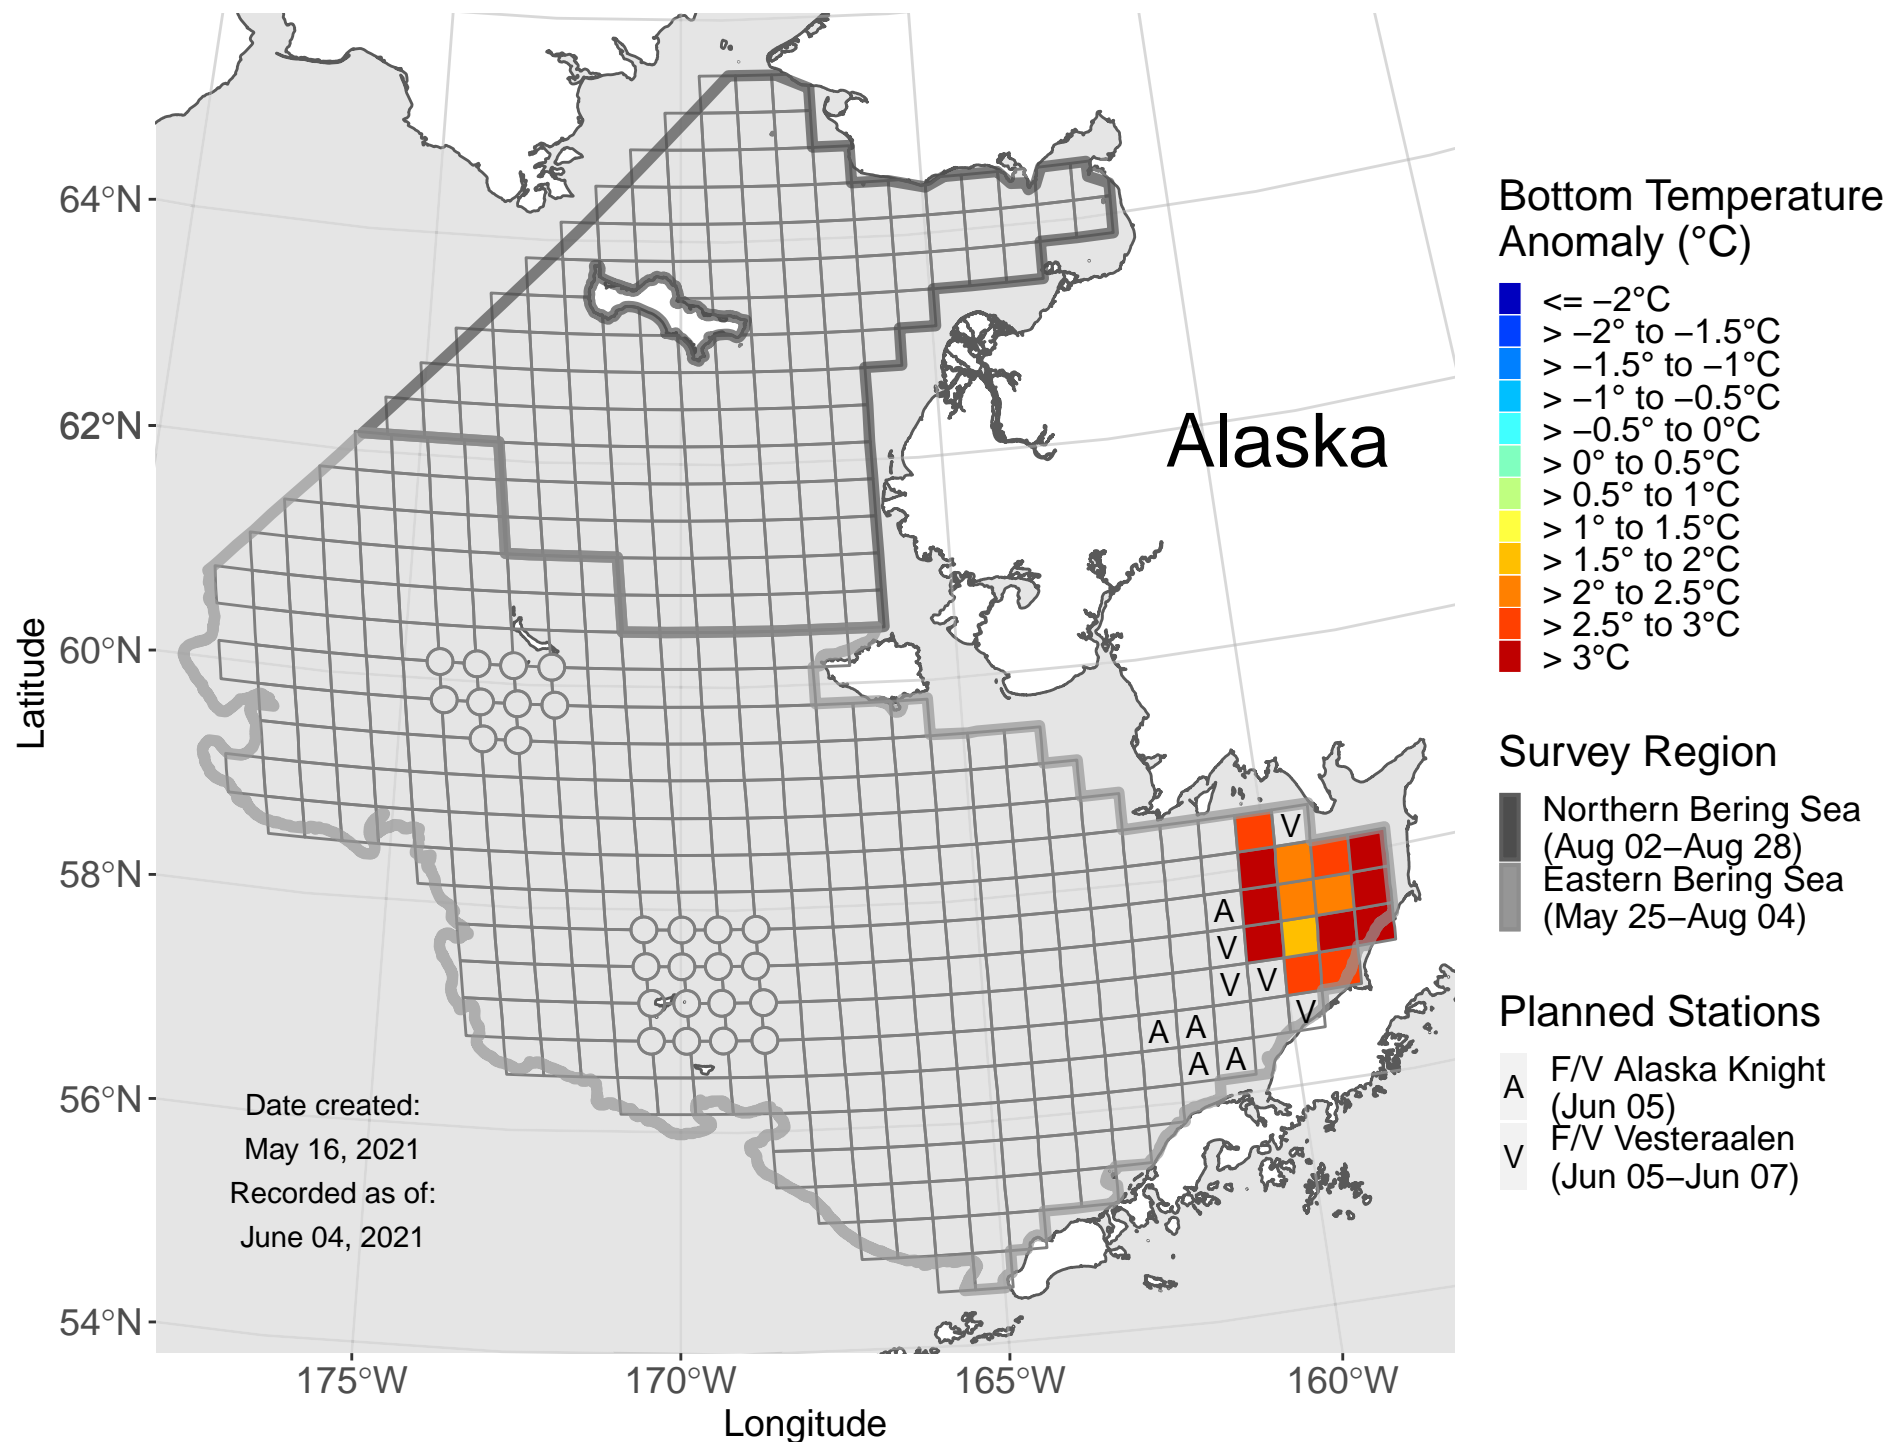 64°N
62°N
60°N
58°N
56°N
54°N
Latitude
175°W
170°W
165°W
160°W
Longitude
Alaska
V
A
V
V
V
V
A
A
A
A
Date created:
May 16, 2021
Recorded as of:
June 04, 2021
Bottom Temperature
Anomaly (°C)
<= −2°C
> −2° to −1.5°C
> −1.5° to −1°C
> −1° to −0.5°C
> −0.5° to 0°C
> 0° to 0.5°C
> 0.5° to 1°C
> 1° to 1.5°C
> 1.5° to 2°C
> 2° to 2.5°C
> 2.5° to 3°C
> 3°C
Survey Region
Northern Bering Sea
(Aug 02−Aug 28)
Eastern Bering Sea
(May 25−Aug 04)
Planned Stations
A
F/V Alaska Knight
(Jun 05)
V
F/V Vesteraalen
(Jun 05−Jun 07)